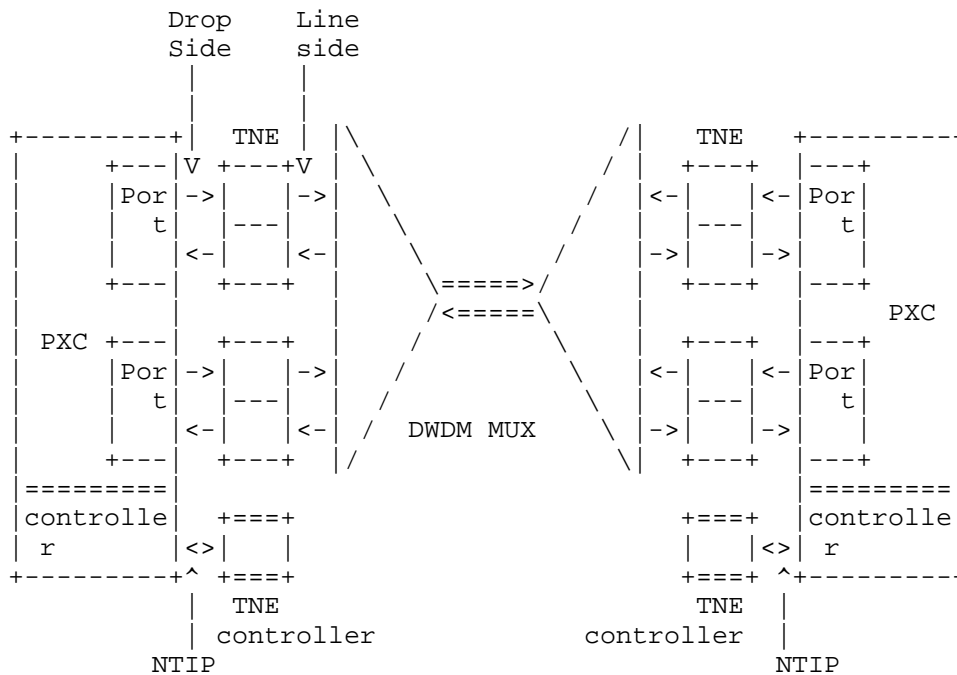 Drop Line
Side side
TNE TNE
V V
Por -> -> <- <- Por
t t
<- <- -> ->
=====>
<=====
PXC PXC
Por -> -> <- <- Por
t t
<- <- DWDM MUX -> ->
controlle controlle
r <> <> r
^ ^
TNE TNE
controller controller
NTIP NTIP